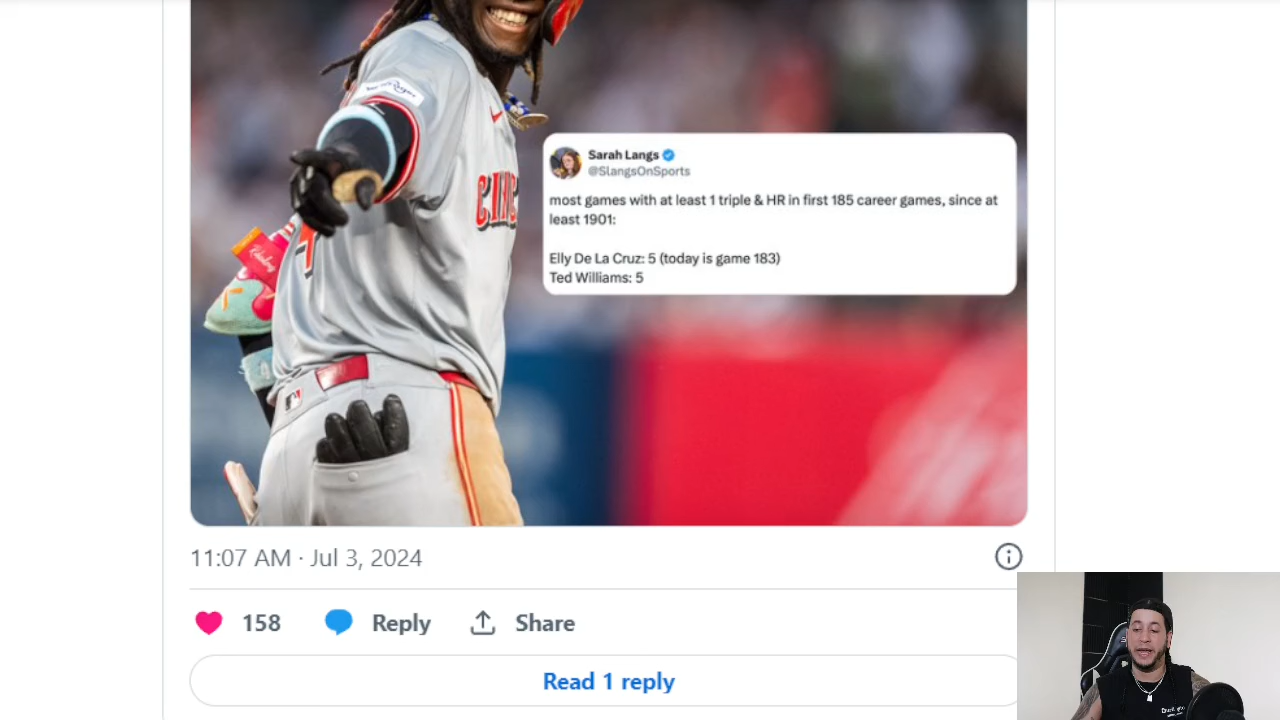 CINC
Sarah Langs
@SlangsOnSports
most games with at least 1 triple & HR in first 185 career games, since at
least 1901:
Elly De La Cruz: 5 (today is game 183)
Ted Williams: 5
11:07 AM · Jul 3, 2024
158
Reply
Share
Read 1 reply